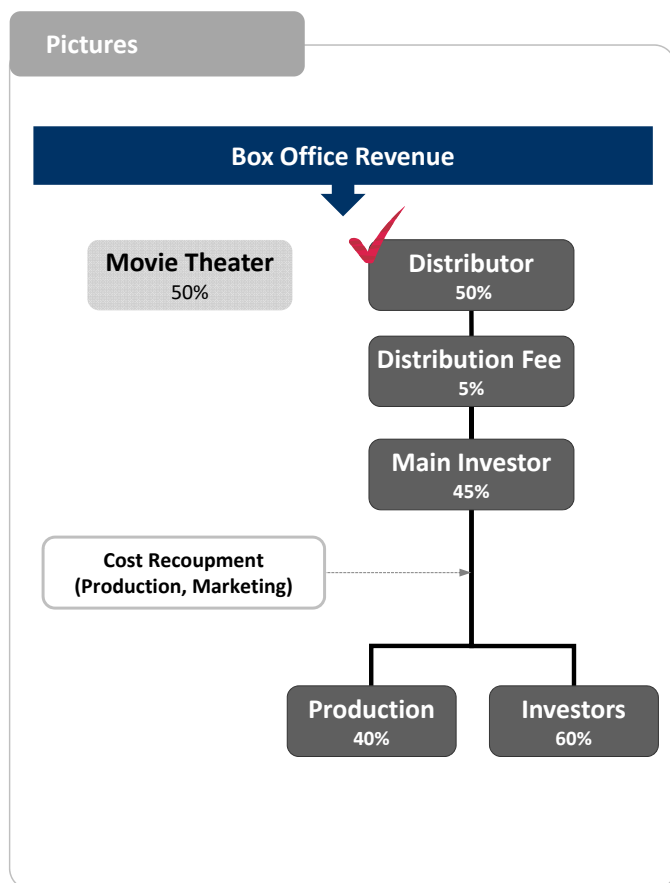 Pictures
Box Office Revenue
Movie Theater
50%
Distributor
50%
Distribution Fee
5%
Main Investor
45%
Cost Recoupment
(Production, Marketing)
Production
40%
Investors
60%